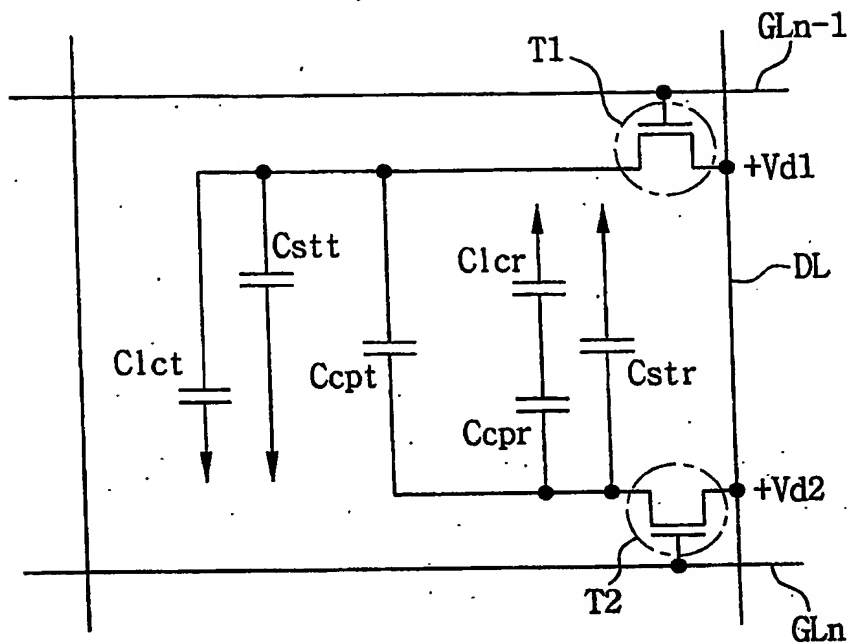 GLn-1
T1
+Vd1
Cstt
Clcr
DL
Clct
Ccpt
Cstr
Ccpr
+Vd2
T2
GLn